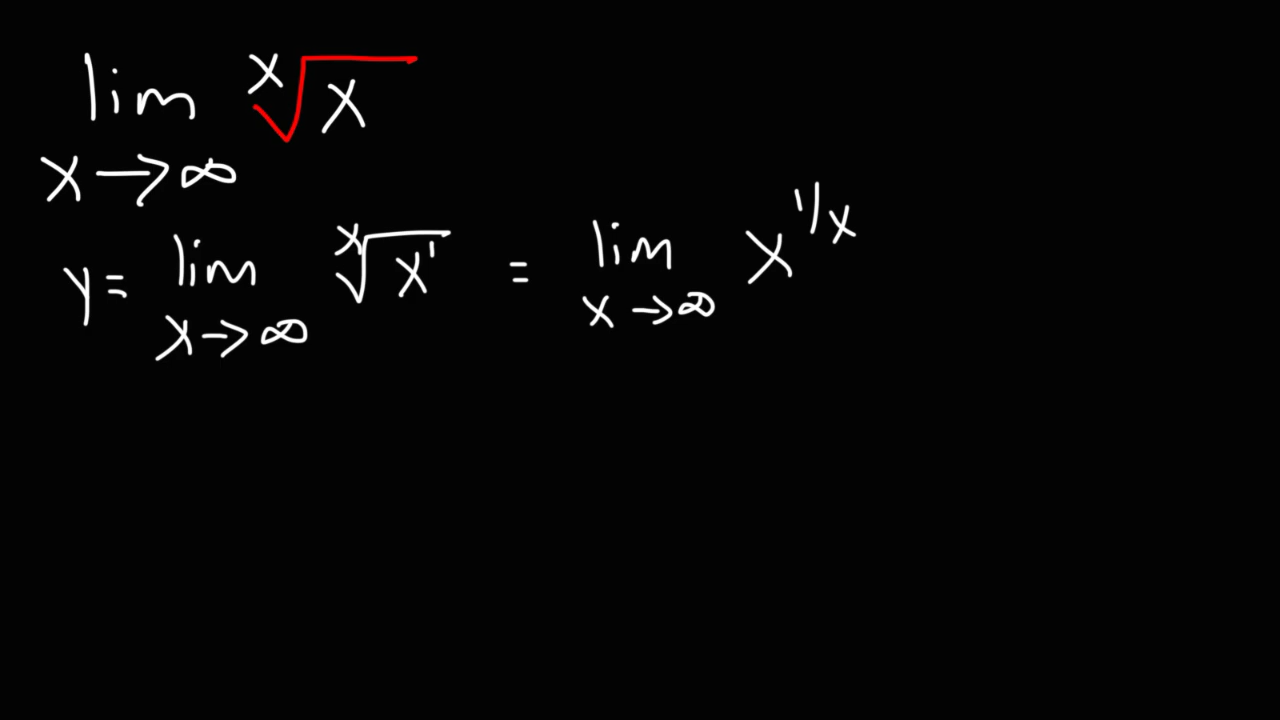 lim x→∞ ˣ√x
y = lim x→∞ ˣ√x¹ = lim x→∞ x^1/x